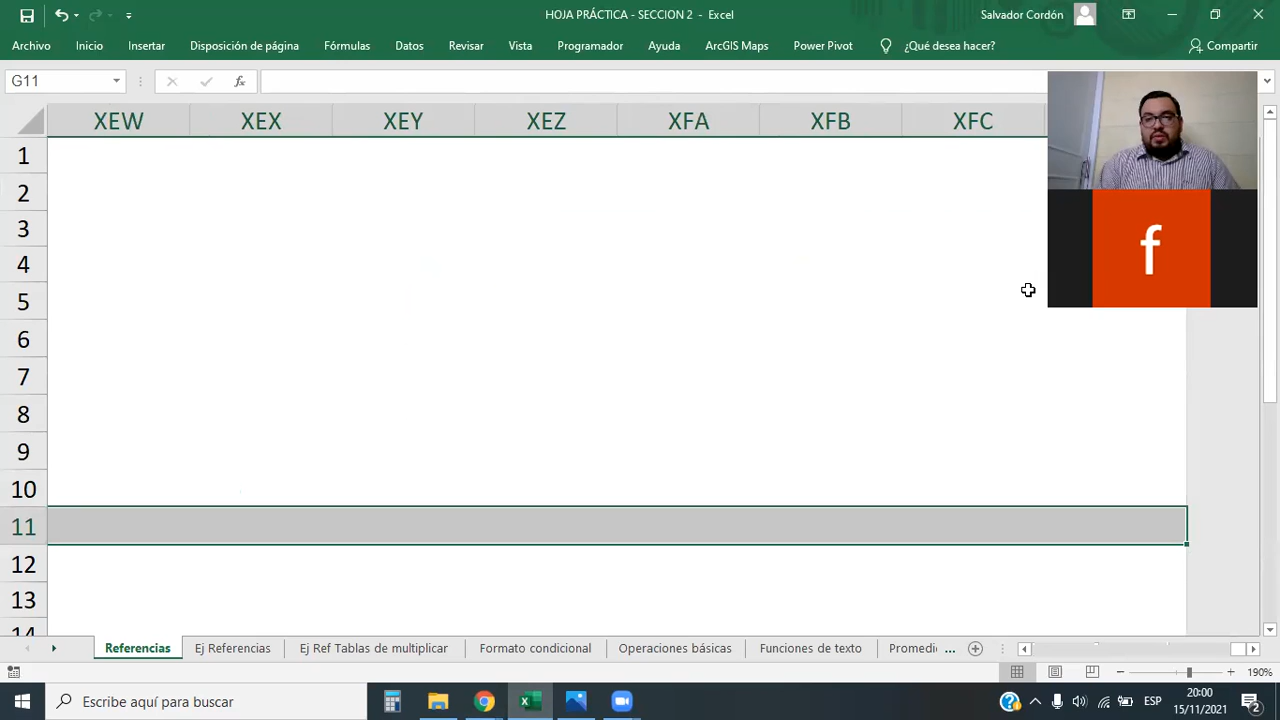 HOJA PRÁCTICA - SECCION 2 - Excel
Salvador Cordón
Archivo Inicio Insertar Disposición de página Fórmulas Datos Revisar Vista Programador Ayuda ArcGIS Maps Power Pivot ¿Qué desea hacer? Compartir
G11 fx
XEW XEX XEY XEZ XFA XFB XFC
f
1
2
3
4
5
6
7
8
9
10
11
12
13
14
Referencias Ej Referencias Ej Ref Tablas de multiplicar Formato condicional Operaciones básicas Funciones de texto Promedi ...
190%
Escribe aquí para buscar
ESP
20:00
15/11/2021
2